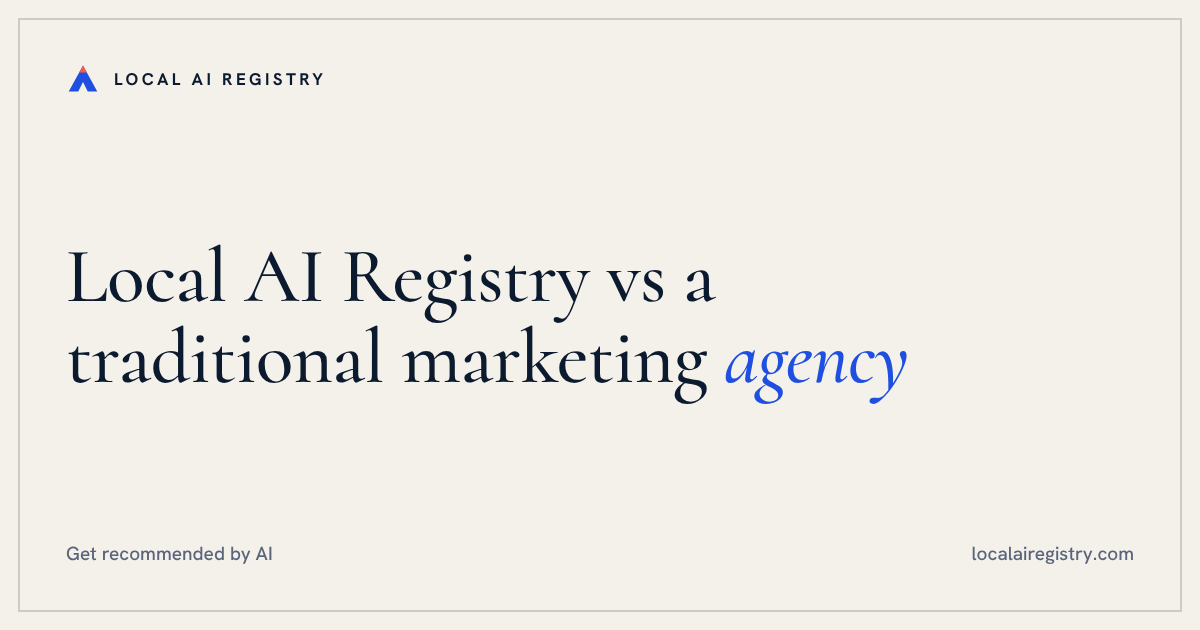 LOCAL AI REGISTRY
Local AI Registry vs a
traditional marketing agency
Get recommended by AI
localairegistry.com